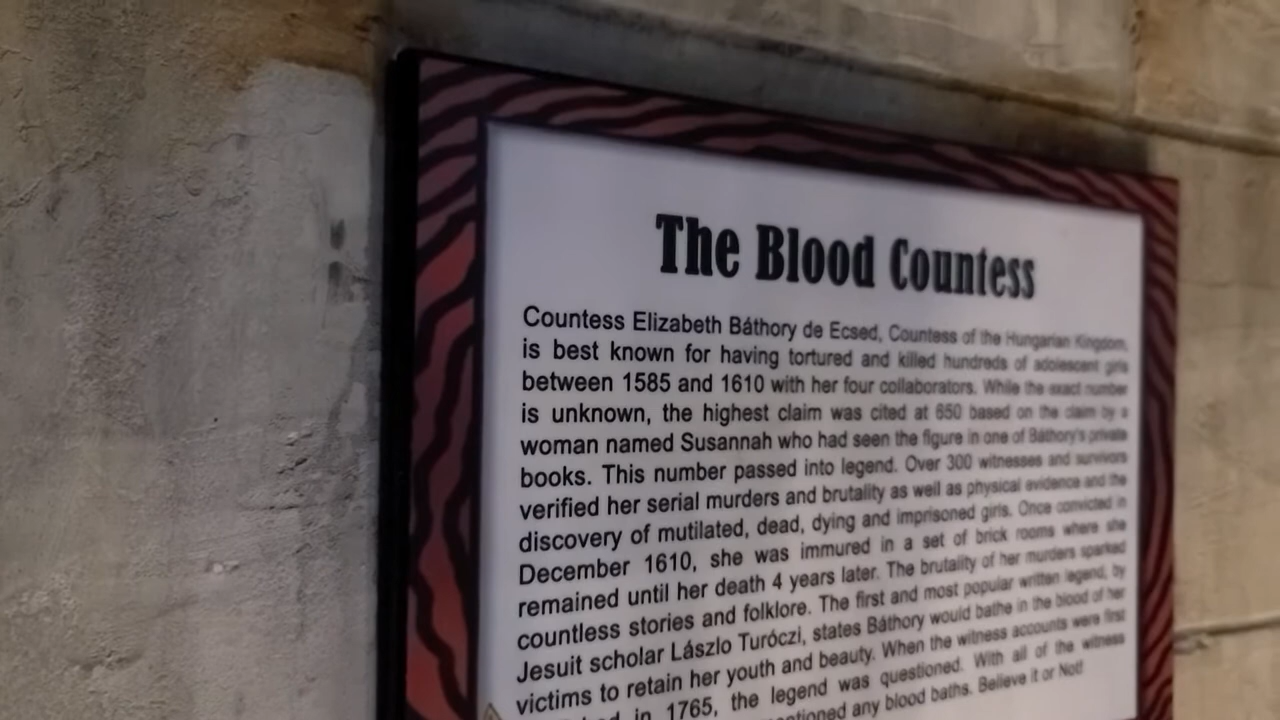 The Blood Countess
Countess Elizabeth Báthory de Ecsed, Countess of the Hungarian Kingdom,
is best known for having tortured and killed hundreds of adolescent girls
between 1585 and 1610 with her four collaborators. While the exact number
is unknown, the highest claim was cited at 650 based on the claim by a
woman named Susannah who had seen the figure in one of Báthory's private
books. This number passed into legend. Over 300 witnesses and survivors
verified her serial murders and brutality as well as physical evidence and the
discovery of mutilated, dead, dying and imprisoned girls. Once convicted in
December 1610, she was immured in a set of brick rooms where she
remained until her death 4 years later. The brutality of her murders sparked
countless stories and folklore. The first and most popular written legend, by
Jesuit scholar Lászlo Turóczi, states Báthory would bathe in the blood of her
victims to retain her youth and beauty. When the witness accounts were first
in 1765, the legend was questioned. With all of the witness
any blood baths. Believe it or Not!